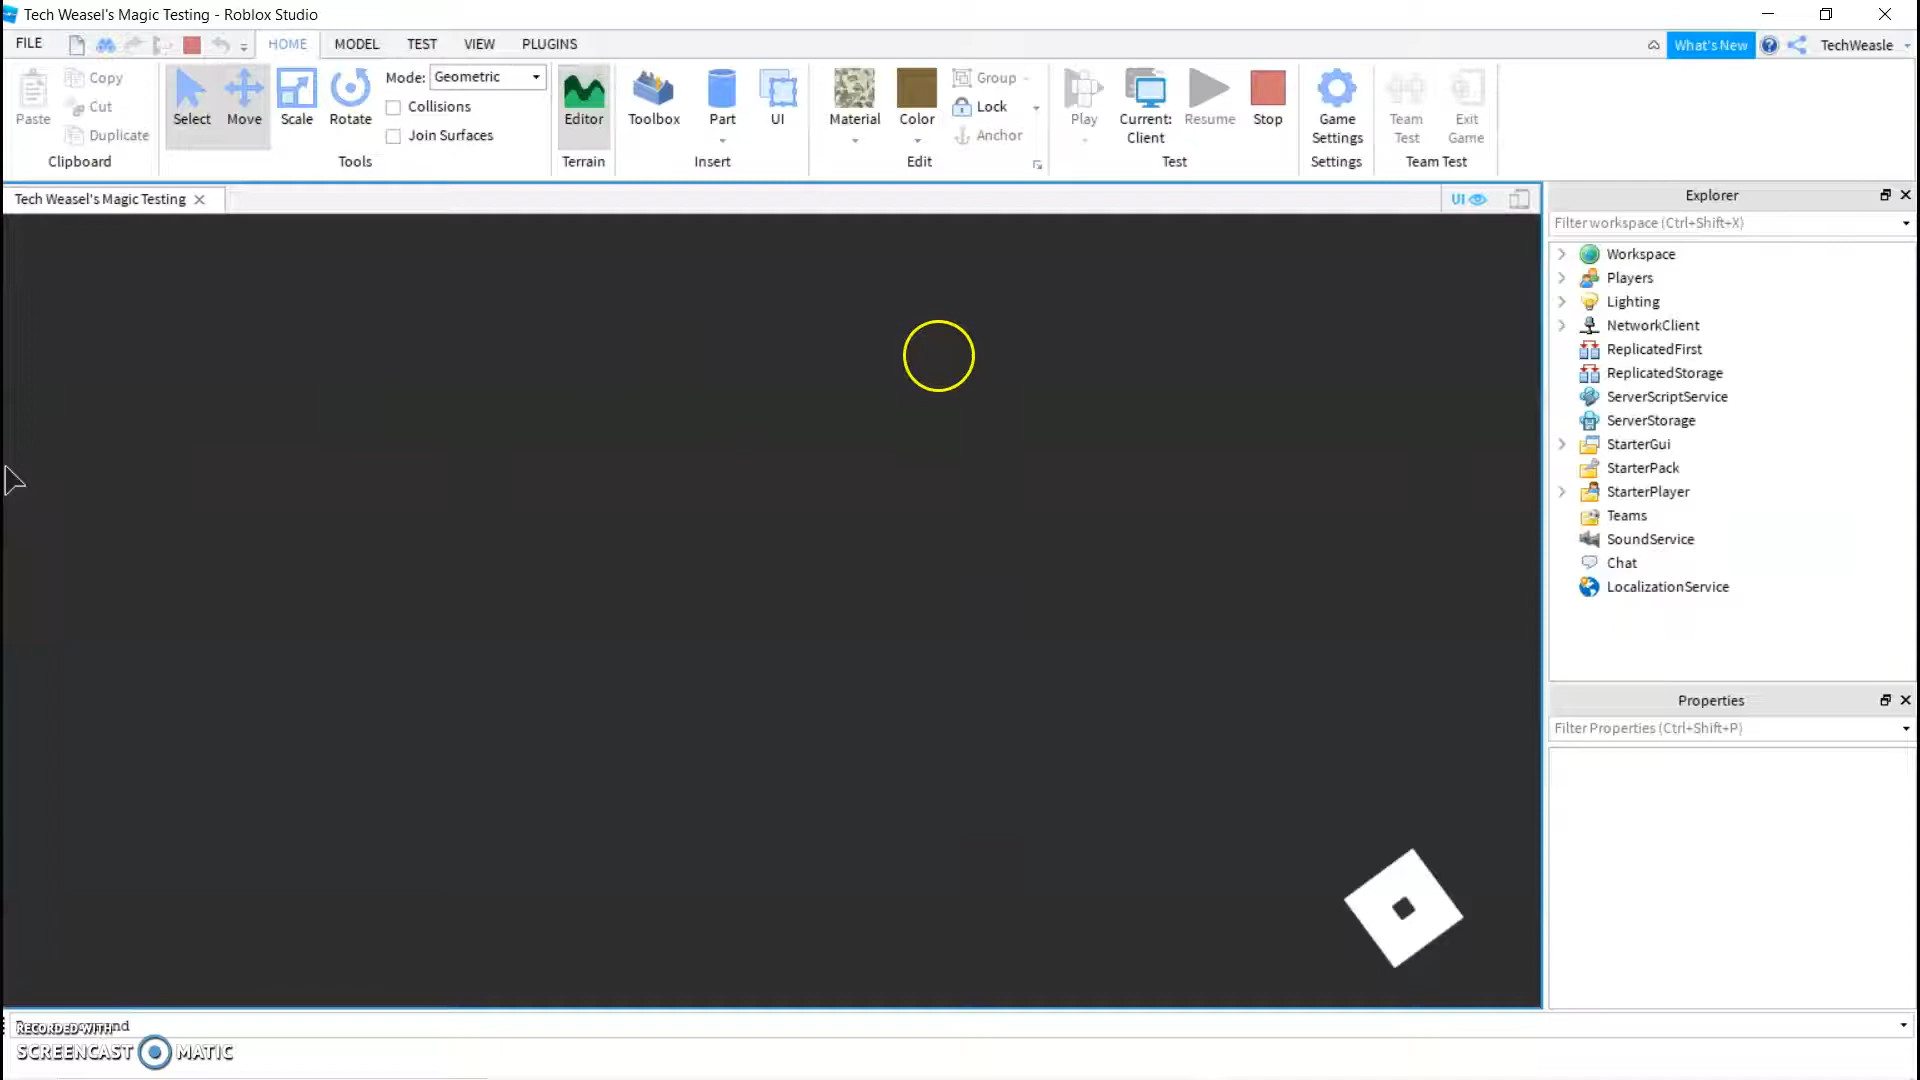 Tech Weasel's Magic Testing - Roblox Studio
FILE HOME MODEL TEST VIEW PLUGINS What's New TechWeasle
Paste Copy Cut Duplicate Clipboard
Select Move Scale Rotate Mode: Geometric Collisions Join Surfaces Tools
Editor Terrain
Toolbox Part UI Insert
Material Color Group Lock Anchor Edit
Play Current: Client Resume Stop Test
Game Settings Settings
Team Test Exit Game Team Test
Tech Weasel's Magic Testing UI
Explorer
Filter workspace (Ctrl+Shift+X)
Workspace
Players
Lighting
NetworkClient
ReplicatedFirst
ReplicatedStorage
ServerScriptService
ServerStorage
StarterGui
StarterPack
StarterPlayer
Teams
SoundService
Chat
LocalizationService
Properties
Filter Properties (Ctrl+Shift+P)
RECORDED WITH
SCREENCAST MATIC